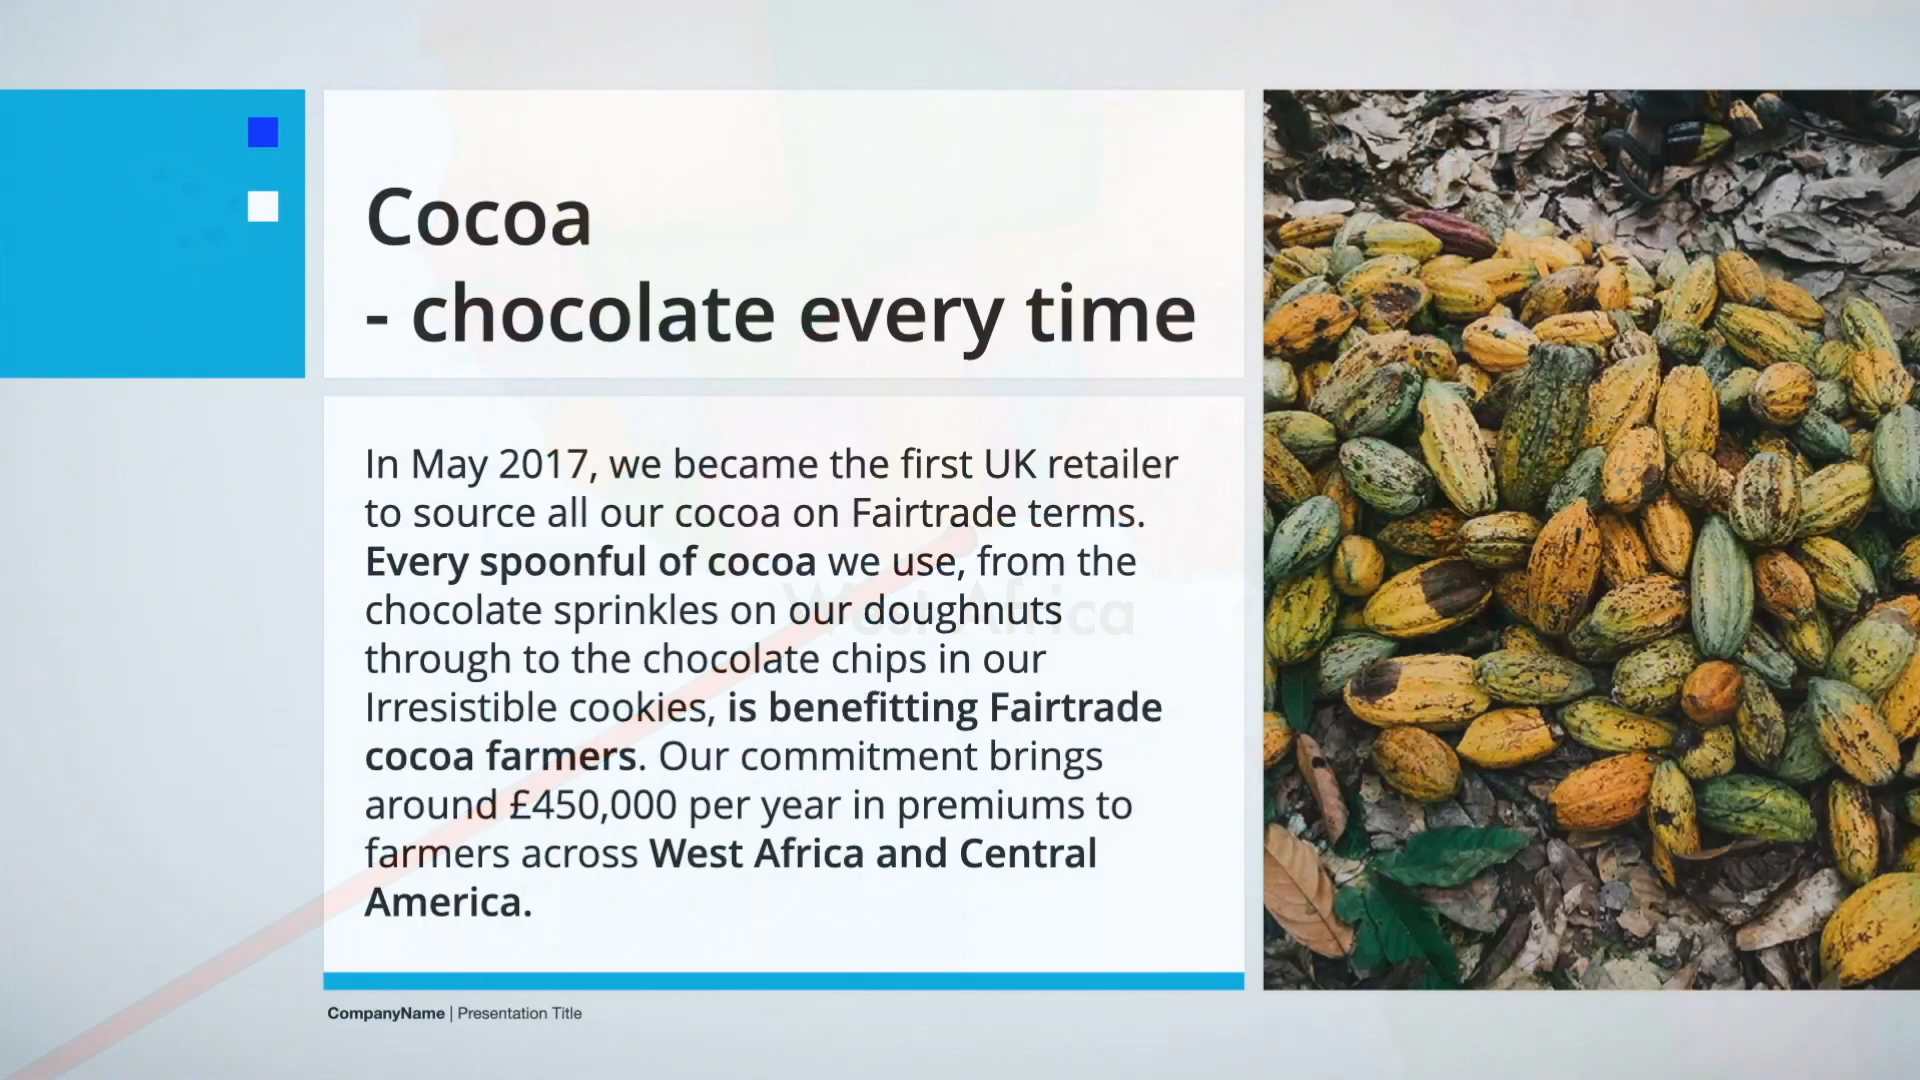 Cocoa
- chocolate every time
In May 2017, we became the first UK retailer
to source all our cocoa on Fairtrade terms.
Every spoonful of cocoa we use, from the
chocolate sprinkles on our doughnuts
through to the chocolate chips in our
Irresistible cookies, is benefitting Fairtrade
cocoa farmers. Our commitment brings
around £450,000 per year in premiums to
farmers across West Africa and Central
America.
West Africa
CompanyName | Presentation Title